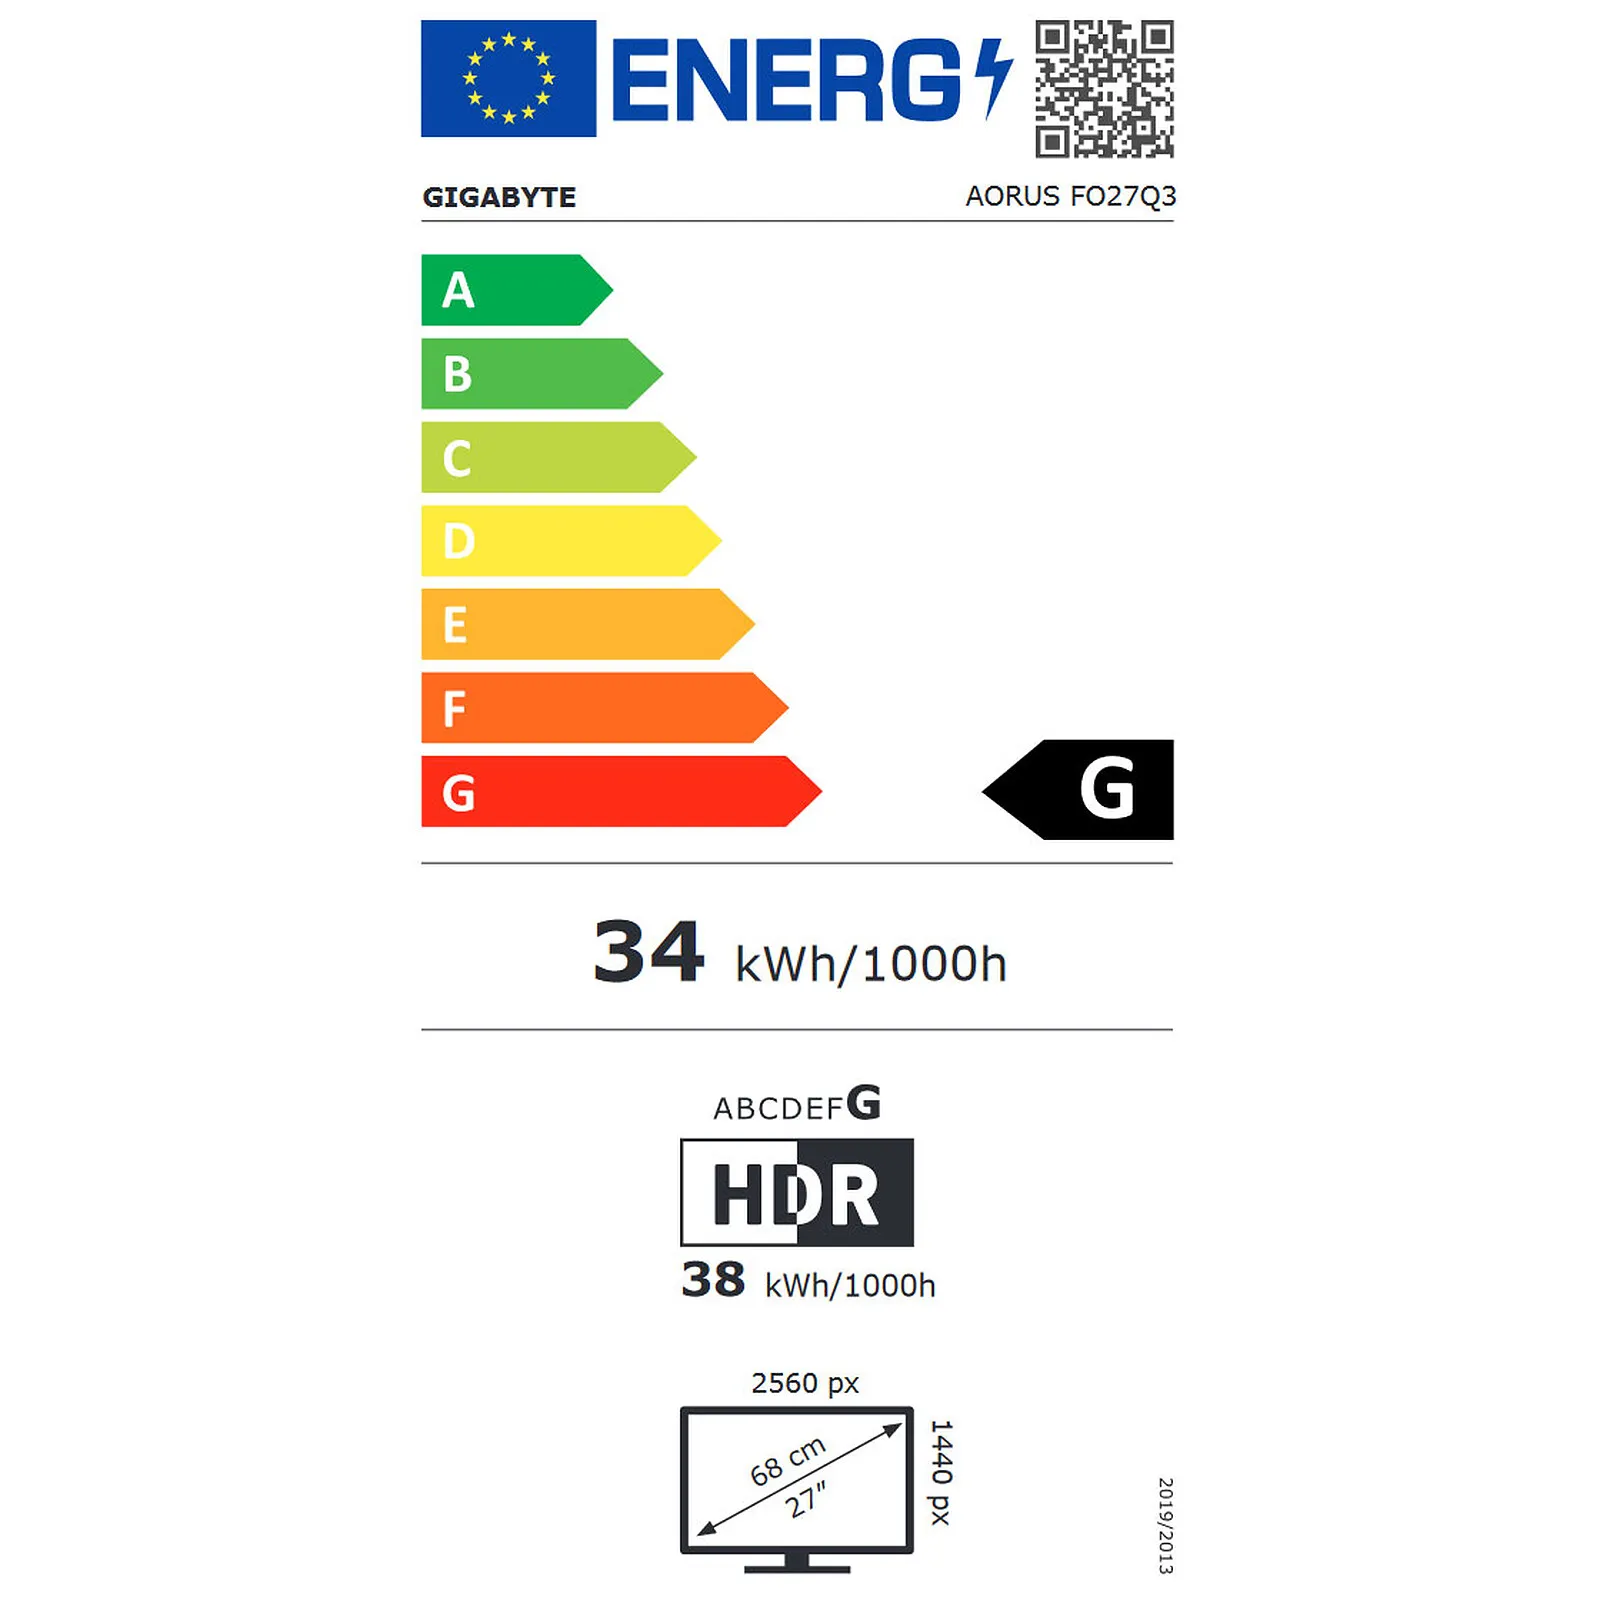 ENERG
GIGABYTE
AORUS FO27Q3
A
B
C
D
E
F
G
G
34 kWh/1000h
ABCDEFG
HDR
38 kWh/1000h
2560 px
68 cm
27"
1440 px
2019/2013